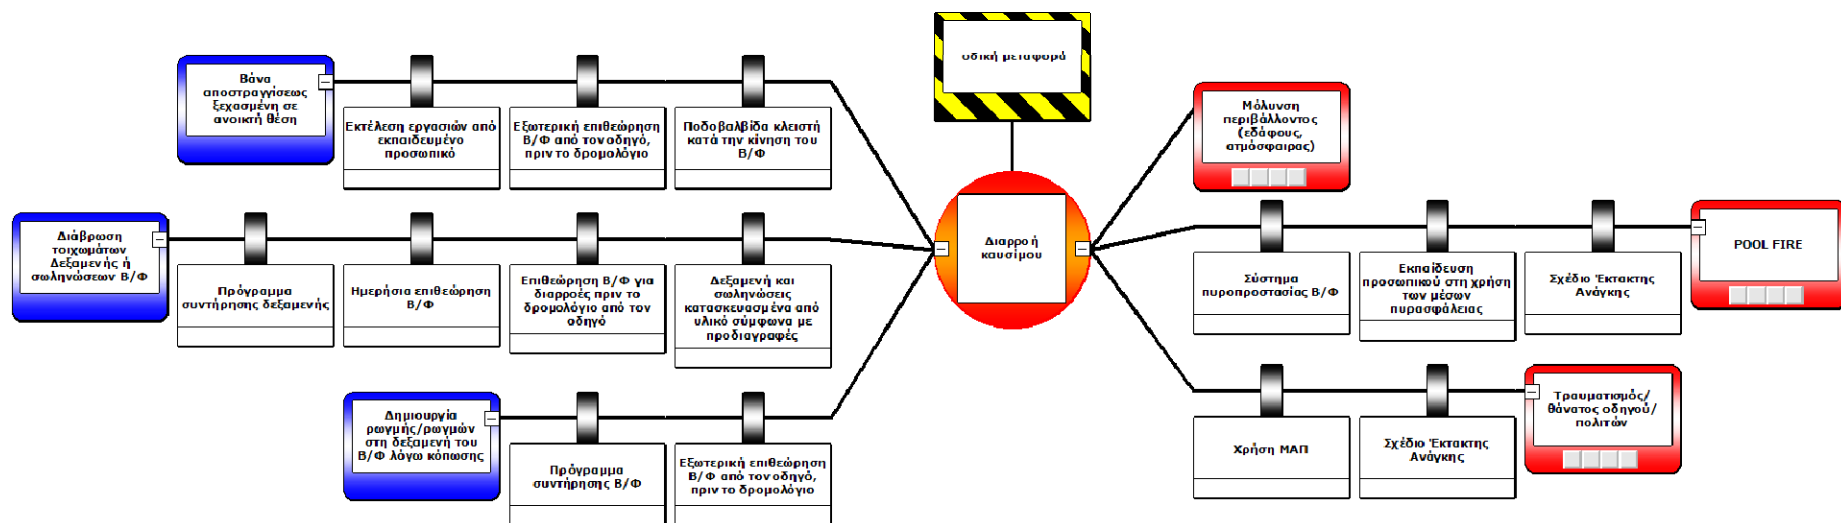 οδική μεταφορά
Βάνα
αποστραγγίσεως
ξεχασμένη σε
ανοικτή θέση
Εκτέλεση εργασιών από
εκπαιδευμένο
προσωπικό
Εξωτερική επιθεώρηση
Β/Φ από τον οδηγό,
πριν το δρομολόγιο
Ποδοβαλβίδα κλειστή
κατά την κίνηση του
Β/Φ
Διάβρωση
τοιχωμάτων
Δεξαμενής ή
σωληνώσεων Β/Φ
Πρόγραμμα
συντήρησης δεξαμενής
Ημερήσια επιθεώρηση
Β/Φ
Επιθεώρηση Β/Φ για
διαρροές πριν το
δρομολόγιο από τον
οδηγό
Δεξαμενή και
σωληνώσεις
κατασκευασμένα από
υλικό σύμφωνα με
προδιαγραφές
Δημιουργία
ρωγμής/ρωγμών
στη δεξαμενή του
Β/Φ λόγω κόπωσης
Πρόγραμμα
συντήρησης Β/Φ
Εξωτερική επιθεώρηση
Β/Φ από τον οδηγό,
πριν το δρομολόγιο
Διαρροή
καυσίμου
Μόλυνση
περιβάλλοντος
(εδάφους,
ατμόσφαιρας)
Σύστημα
πυροπροστασίας Β/Φ
Εκπαίδευση
προσωπικού στη χρήση
των μέσων
πυρασφάλειας
Σχέδιο Έκτακτης
Ανάγκης
POOL FIRE
Χρήση ΜΑΠ
Σχέδιο Έκτακτης
Ανάγκης
Τραυματισμός/
θάνατος οδηγού/
πολιτών